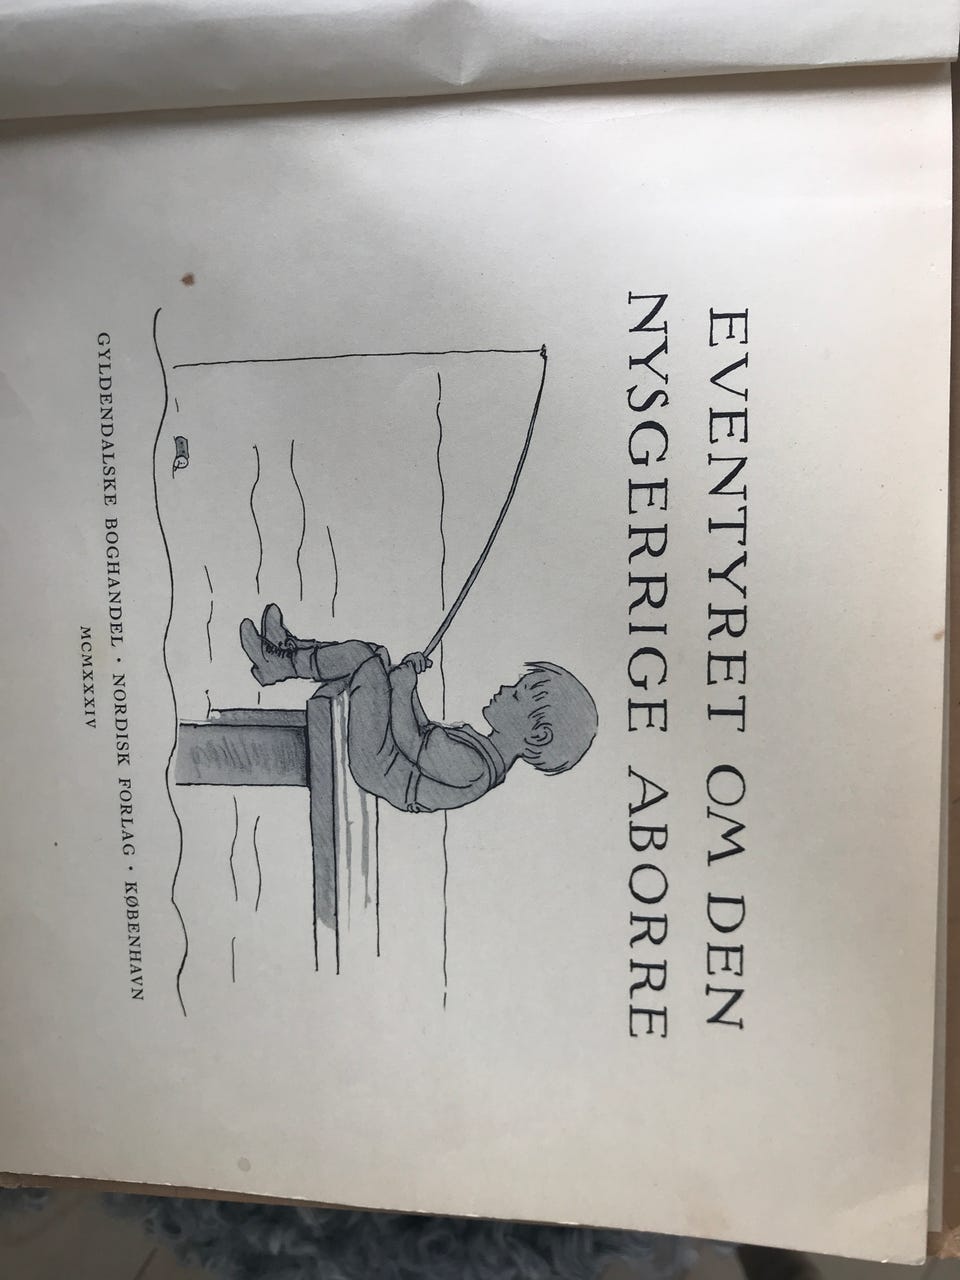 EVENTYRET OM DEN
NYSGERRIGE ABORRE
GYLDENDALSKE BOGHANDEL · NORDISK FORLAG · KØBENHAVN
MCMXXXIV